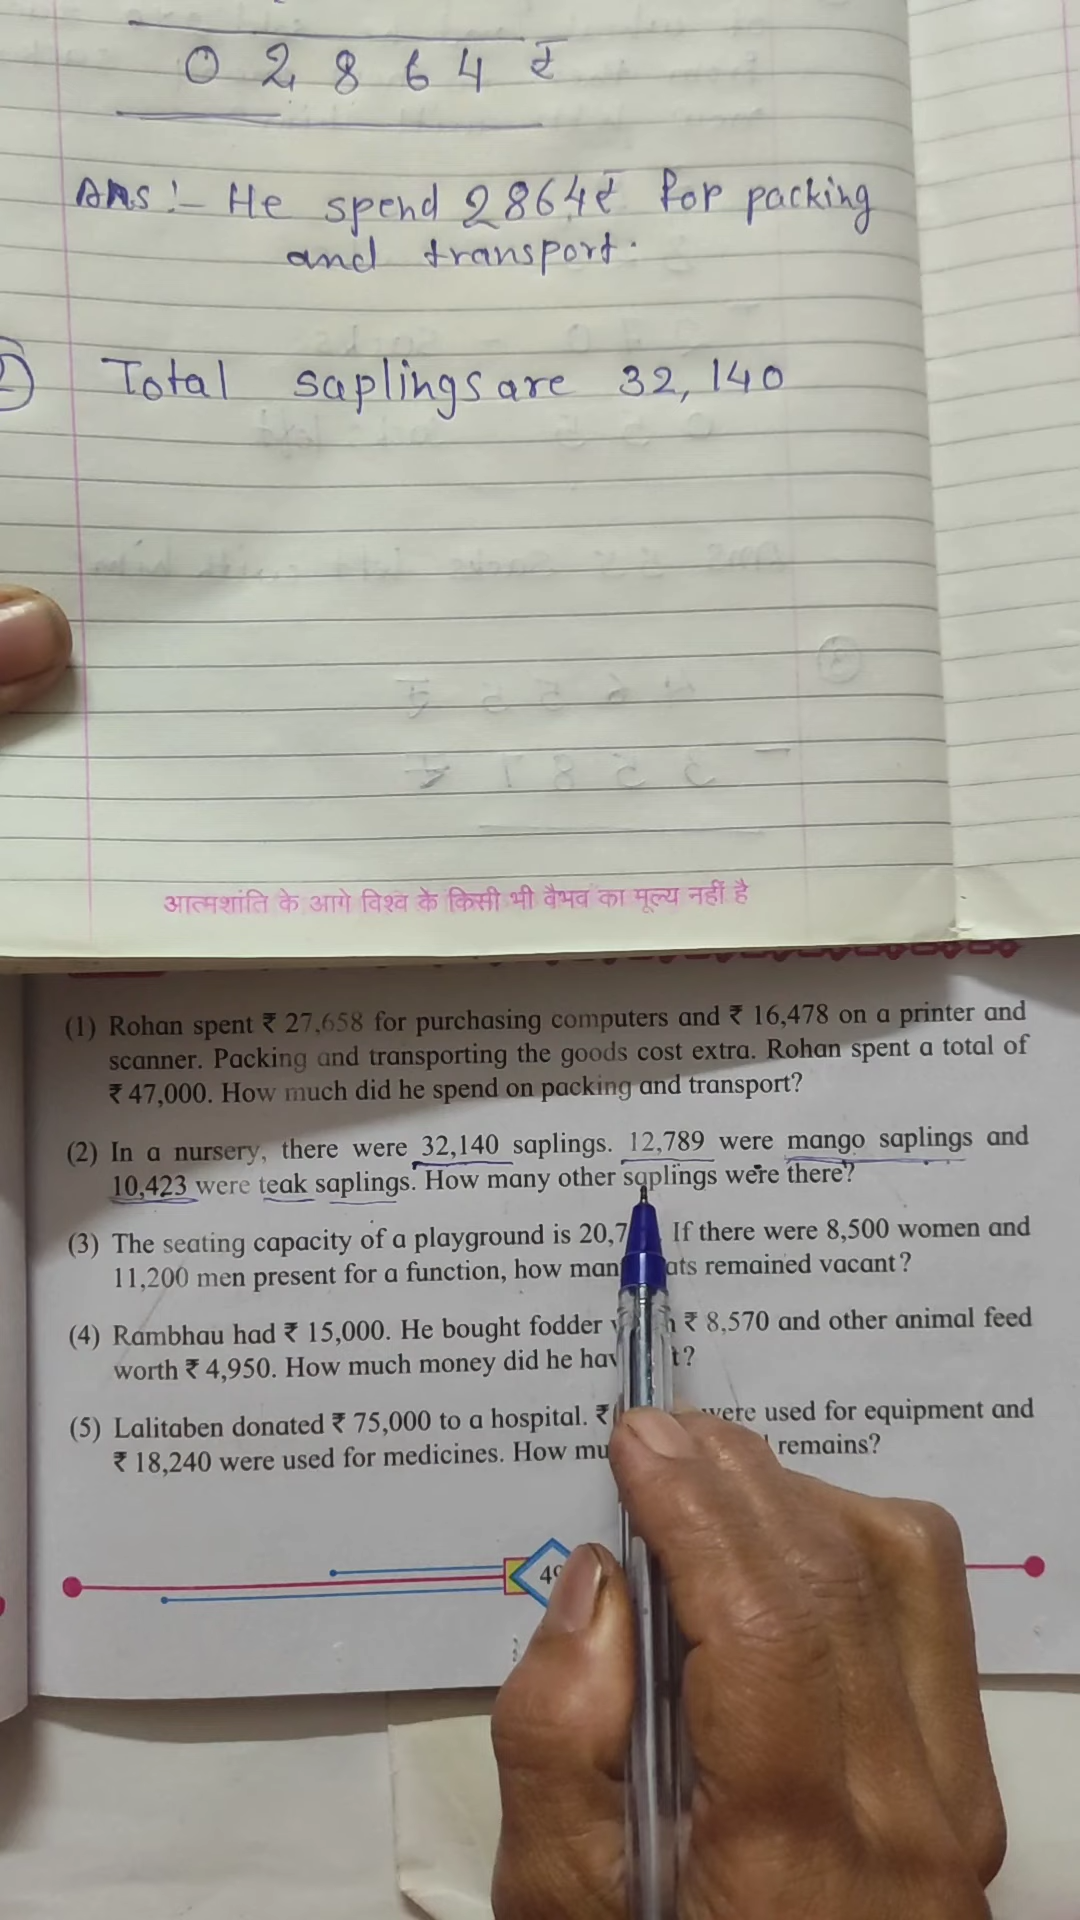 0 2 8 6 4 ₹
Ans :- He spend 2864₹ for packing
and transport.
Total saplings are 32,140
आत्मशांति के आगे विश्व के किसी भी वैभव का मूल्य नहीं है
(1) Rohan spent ₹ 27,658 for purchasing computers and ₹ 16,478 on a printer and
scanner. Packing and transporting the goods cost extra. Rohan spent a total of
₹ 47,000. How much did he spend on packing and transport?
(2) In a nursery, there were 32,140 saplings. 12,789 were mango saplings and
10,423 were teak saplings. How many other saplings were there?
(3) The seating capacity of a playground is 20,7 If there were 8,500 women and
11,200 men present for a function, how man ats remained vacant?
(4) Rambhau had ₹ 15,000. He bought fodder ₹ 8,570 and other animal feed
worth ₹ 4,950. How much money did he hav t?
(5) Lalitaben donated ₹ 75,000 to a hospital. ₹ were used for equipment and
₹ 18,240 were used for medicines. How mu remains?